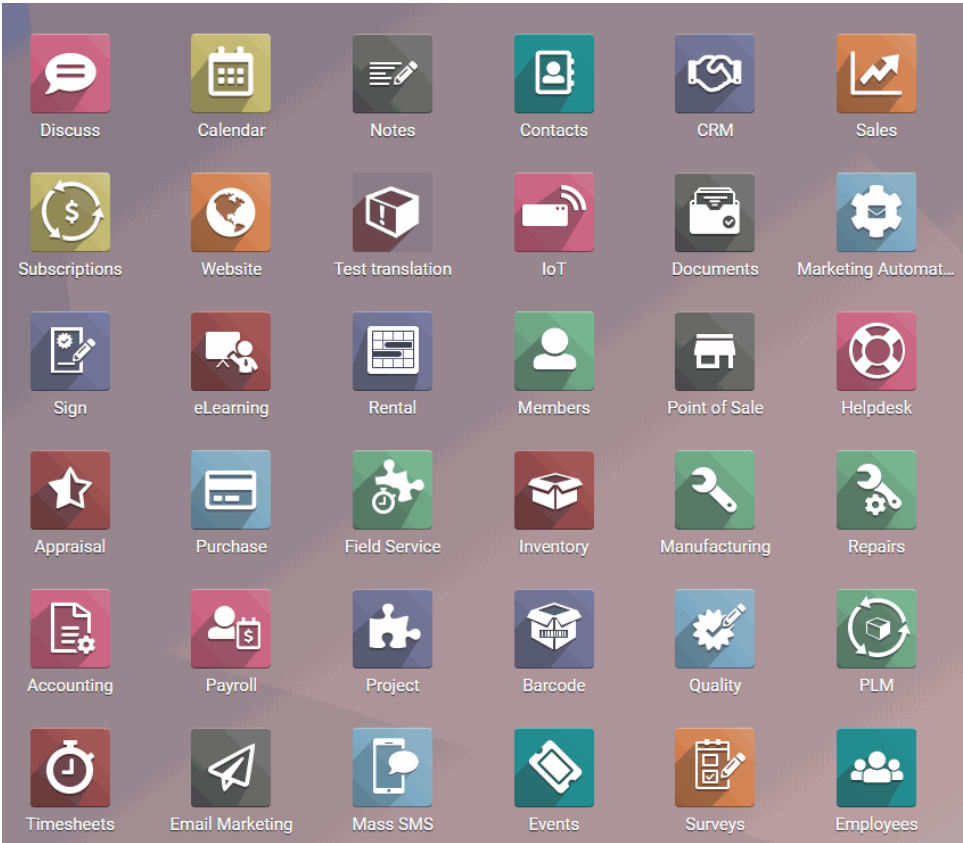 Discuss
Calendar
Notes
Contacts
CRM
Sales
Subscriptions
Website
Test translation
IoT
Documents
Marketing Automat...
Sign
eLearning
Rental
Members
Point of Sale
Helpdesk
Appraisal
Purchase
Field Service
Inventory
Manufacturing
Repairs
Accounting
Payroll
Project
Barcode
Quality
PLM
Timesheets
Email Marketing
Mass SMS
Events
Surveys
Employees